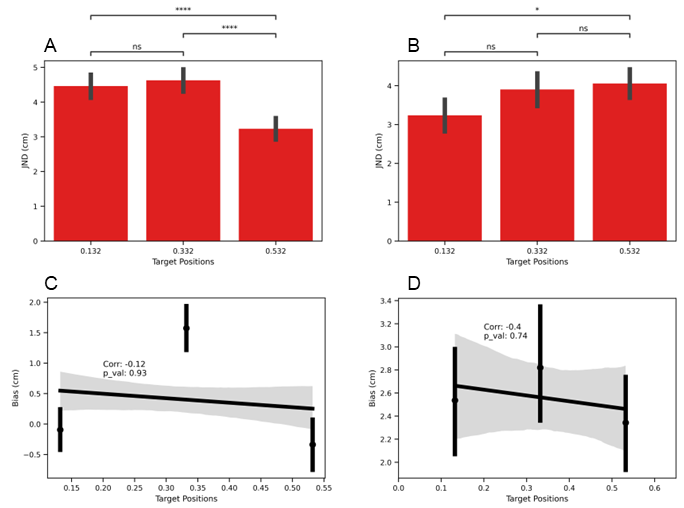 ****
****
ns
A
5
4
3
2
1
0
JND (cm)
0.132 0.332 0.532
Target Positions
*
ns
ns
B
4
3
2
1
0
JND (cm)
0.132 0.332 0.532
Target Positions
C
2.0
1.5
1.0
0.5
0.0
−0.5
Bias (cm)
Corr: -0.12
p_val: 0.93
0.15 0.20 0.25 0.30 0.35 0.40 0.45 0.50 0.55
Target Positions
D
3.4
3.2
3.0
2.8
2.6
2.4
2.2
2.0
Bias (cm)
Corr: -0.4
p_val: 0.74
0.0 0.1 0.2 0.3 0.4 0.5 0.6
Target Positions